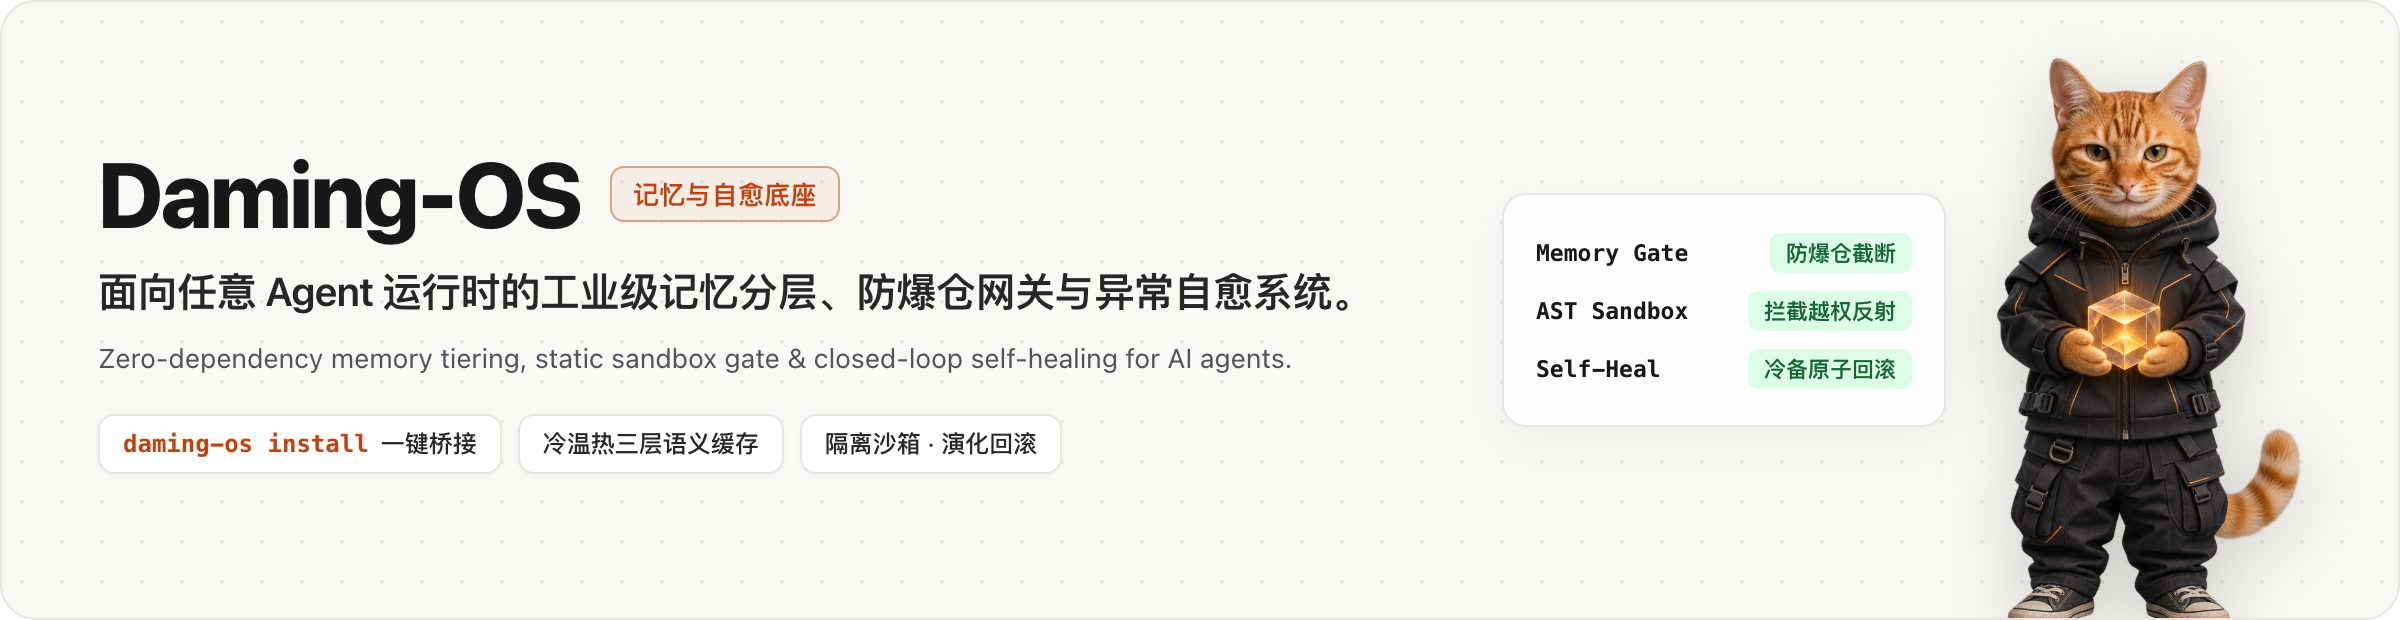 Daming-OS
记忆与自愈底座
面向任意 Agent 运行时的工业级记忆分层、防爆仓网关与异常自愈系统。
Zero-dependency memory tiering, static sandbox gate & closed-loop self-healing for AI agents.
daming-os install 一键桥接
冷温热三层语义缓存
隔离沙箱 · 演化回滚
Memory Gate 防爆仓截断
AST Sandbox 拦截越权反射
Self-Heal 冷备原子回滚